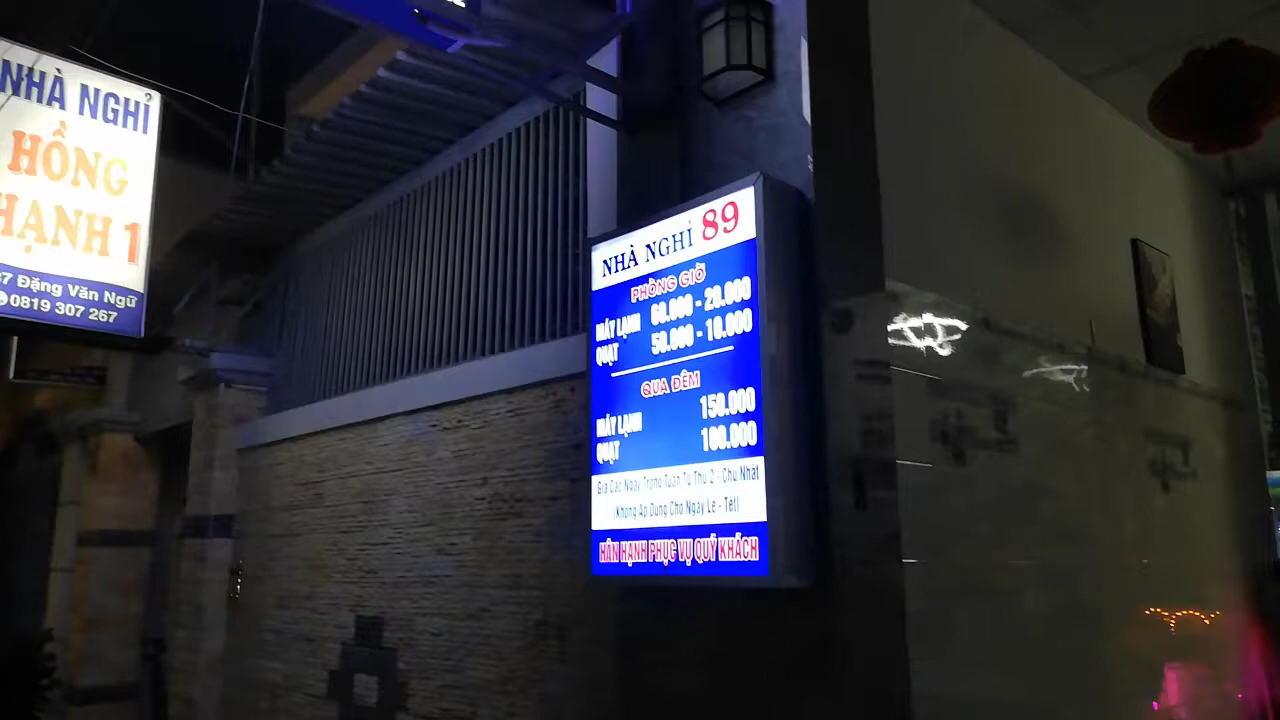 NHÀ NGHỈ
HỒNG
HẠNH 1
37 Đặng Văn Ngữ
0819 307 267
NHÀ NGHỈ 89
PHÒNG GIỜ
MÁY LẠNH 60.000 - 20.000
QUẠT 50.000 - 10.000
QUA ĐÊM
MÁY LẠNH 150.000
QUẠT 100.000
Giá Các Ngày Trong Tuần Từ Thứ 2 - Chủ Nhật
(Không Áp Dụng Cho Ngày Lễ - Tết)
HÂN HẠNH PHỤC VỤ QUÝ KHÁCH